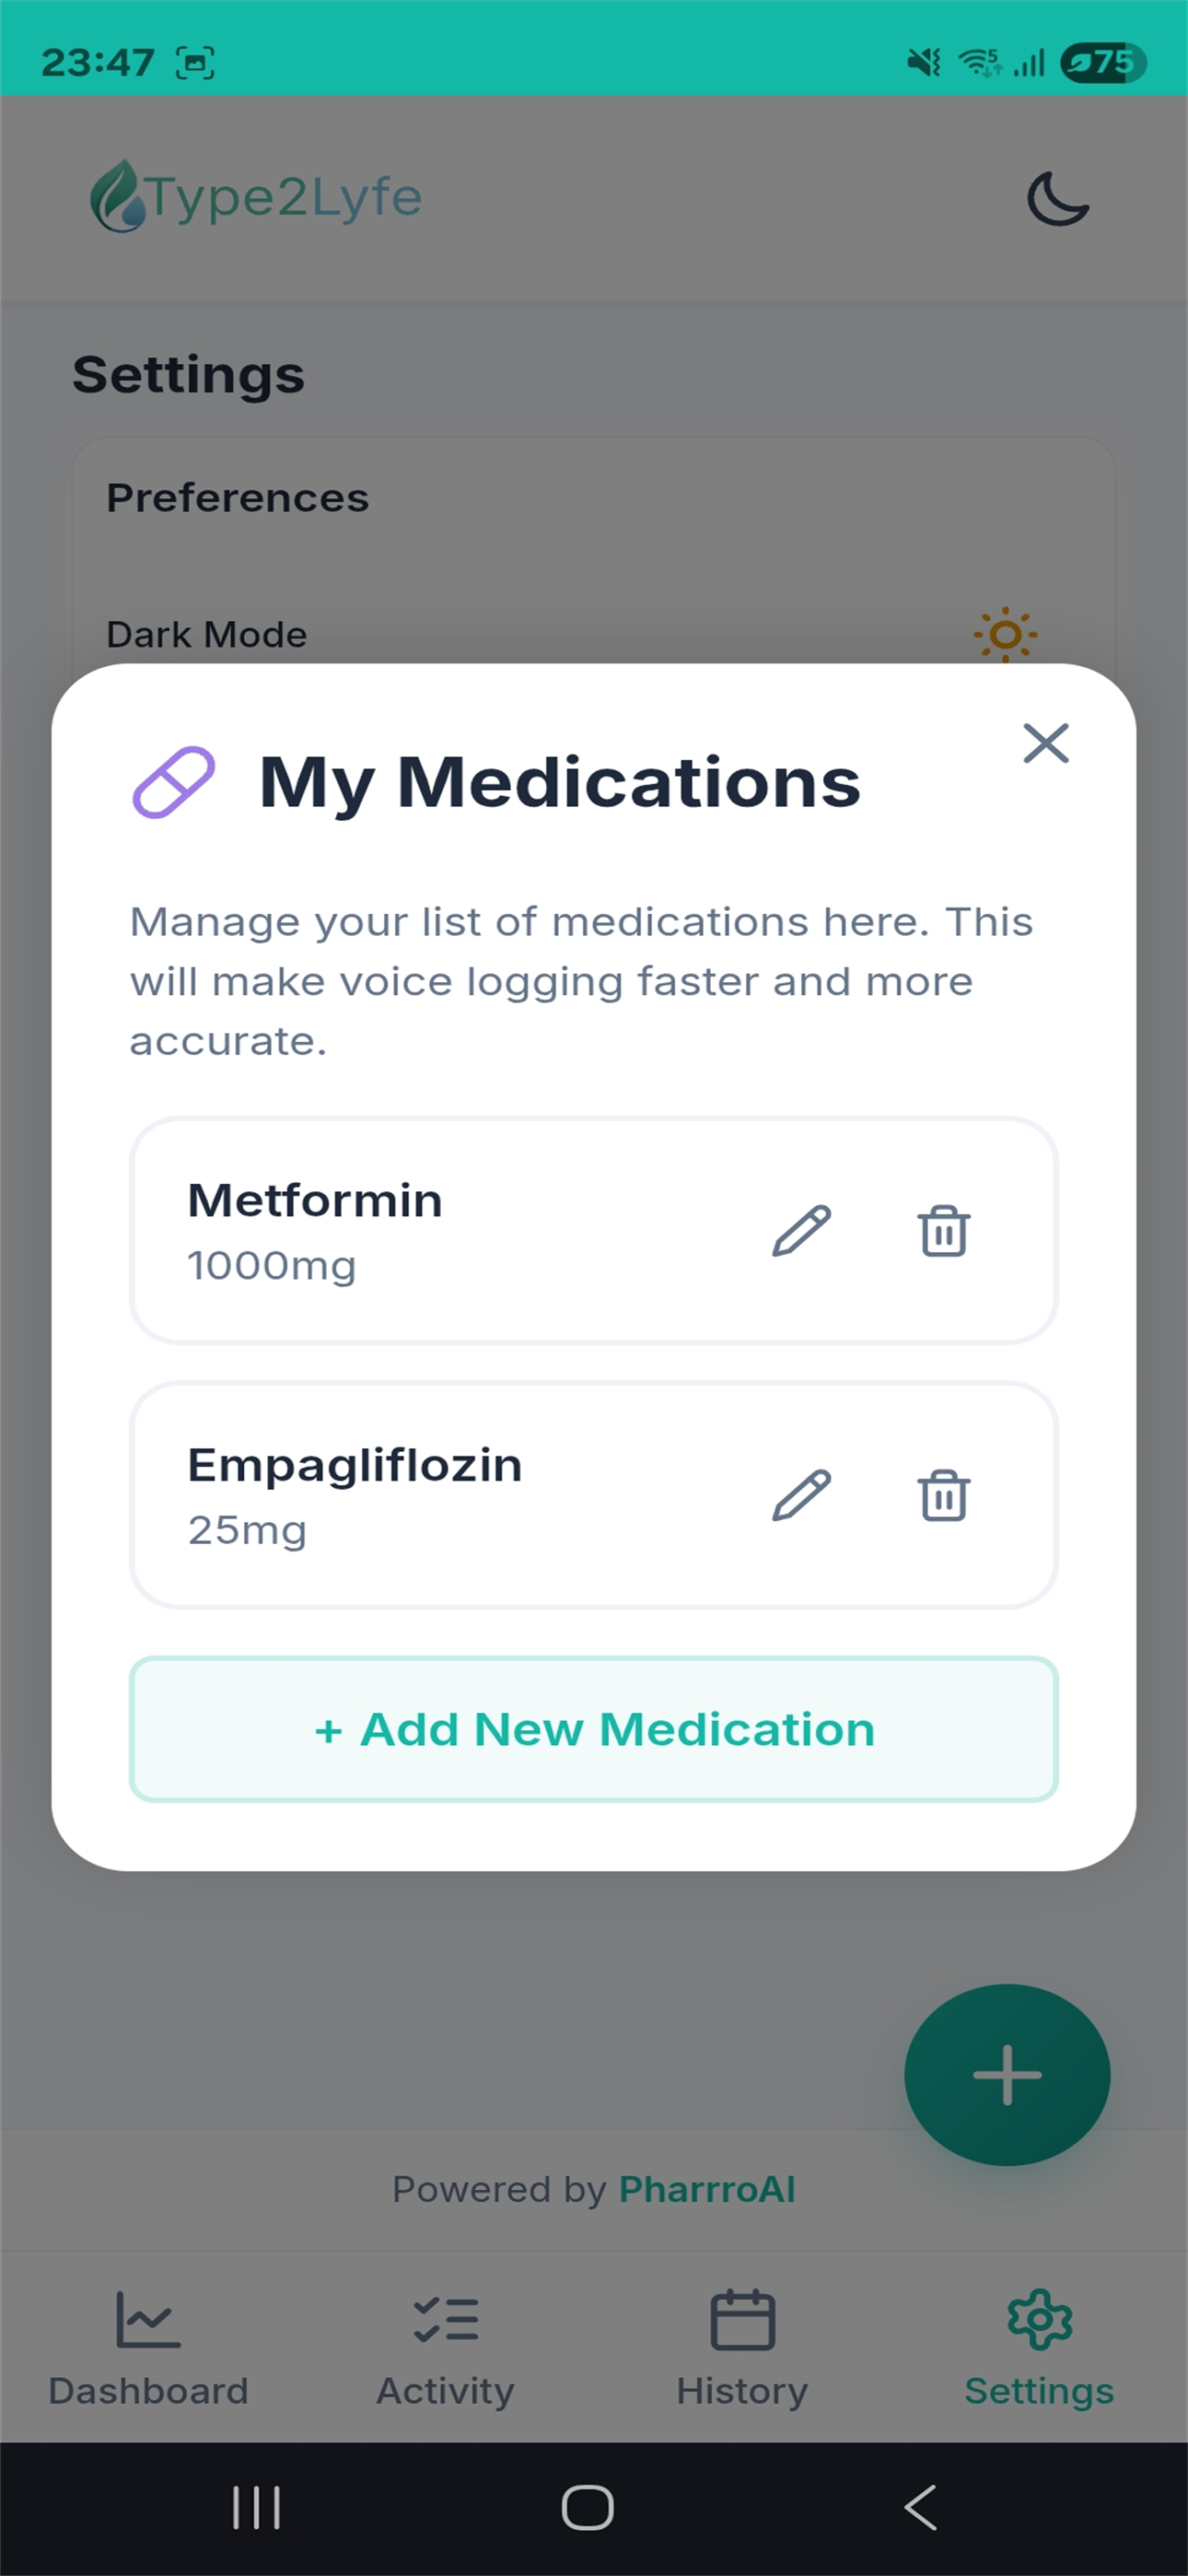 23:47
5
75
Type2Lyfe
Settings
Preferences
Dark Mode
My Medications
Manage your list of medications here. This
will make voice logging faster and more
accurate.
Metformin
1000mg
Empagliflozin
25mg
+ Add New Medication
Powered by PharrroAI
Dashboard
Activity
History
Settings